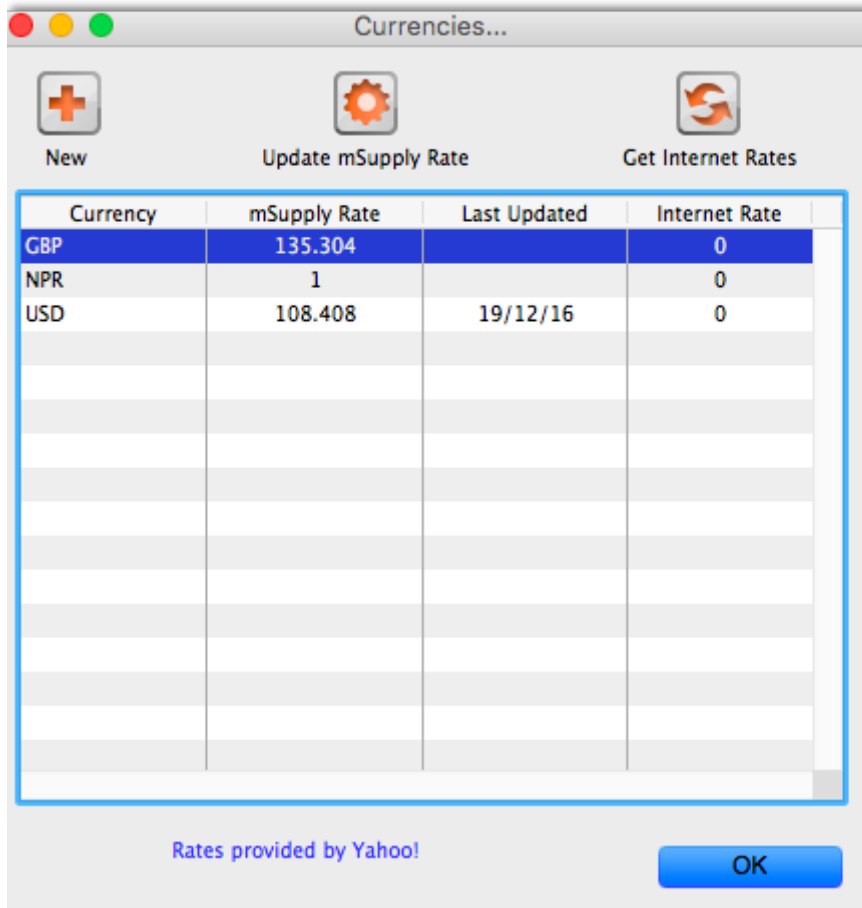 Currencies...
New Update mSupply Rate Get Internet Rates
Currency mSupply Rate Last Updated Internet Rate
GBP 135.304 0
NPR 1 0
USD 108.408 19/12/16 0
Rates provided by Yahoo!
OK